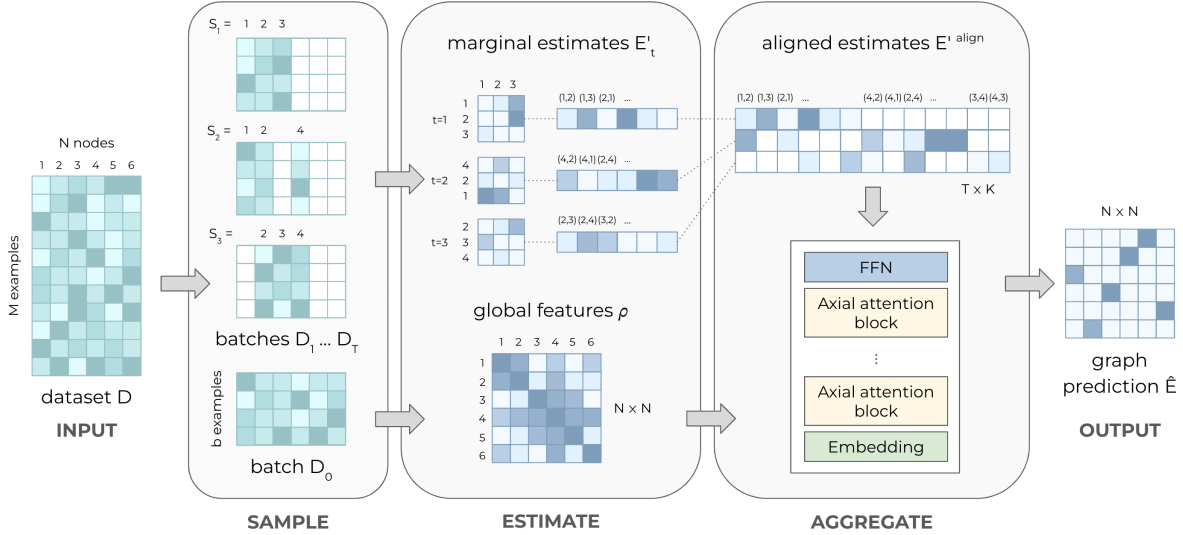 N nodes
1 2 3 4 5 6
M examples
dataset D
INPUT
S1 = 1 2 3
S2 = 1 2 4
S3 = 2 3 4
batches D1 ... DT
b examples
batch D0
SAMPLE
marginal estimates E't
1 2 3
t=1
1
2
3
(1,2) (1,3) (2,1) ...
t=2
4
2
1
(4,2) (4,1) (2,4) ...
t=3
2
3
4
(2,3) (2,4) (3,2) ...
global features ρ
1 2 3 4 5 6
1
2
3
4
5
6
N x N
ESTIMATE
aligned estimates E' align
(1,2) (1,3) (2,1) ... (4,2) (4,1) (2,4) ... (3,4) (4,3)
T x K
FFN
Axial attention
block
...
Axial attention
block
Embedding
AGGREGATE
N x N
graph
prediction Ê
OUTPUT